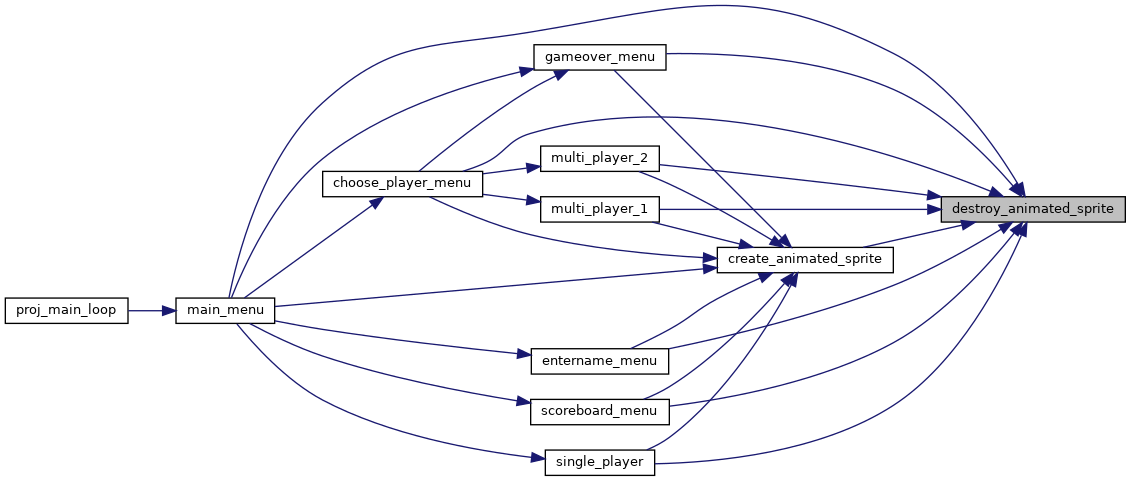 gameover_menu
multi_player_2
choose_player_menu
multi_player_1
destroy_animated_sprite
create_animated_sprite
proj_main_loop
main_menu
entername_menu
scoreboard_menu
single_player